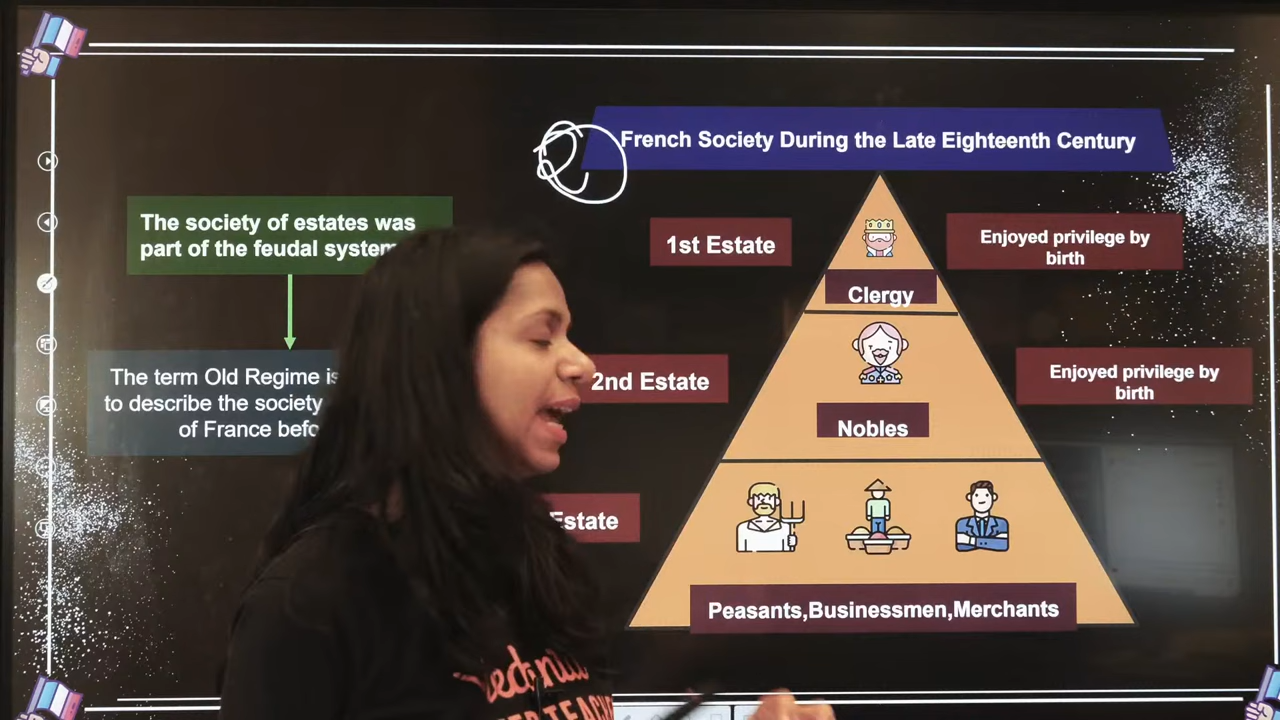 French Society During the Late Eighteenth Century
The society of estates was
part of the feudal system
1st Estate
Enjoyed privilege by
birth
Clergy
The term Old Regime is
to describe the society
of France
2nd Estate
Enjoyed privilege by
birth
Nobles
Estate
Peasants,Businessmen,Merchants